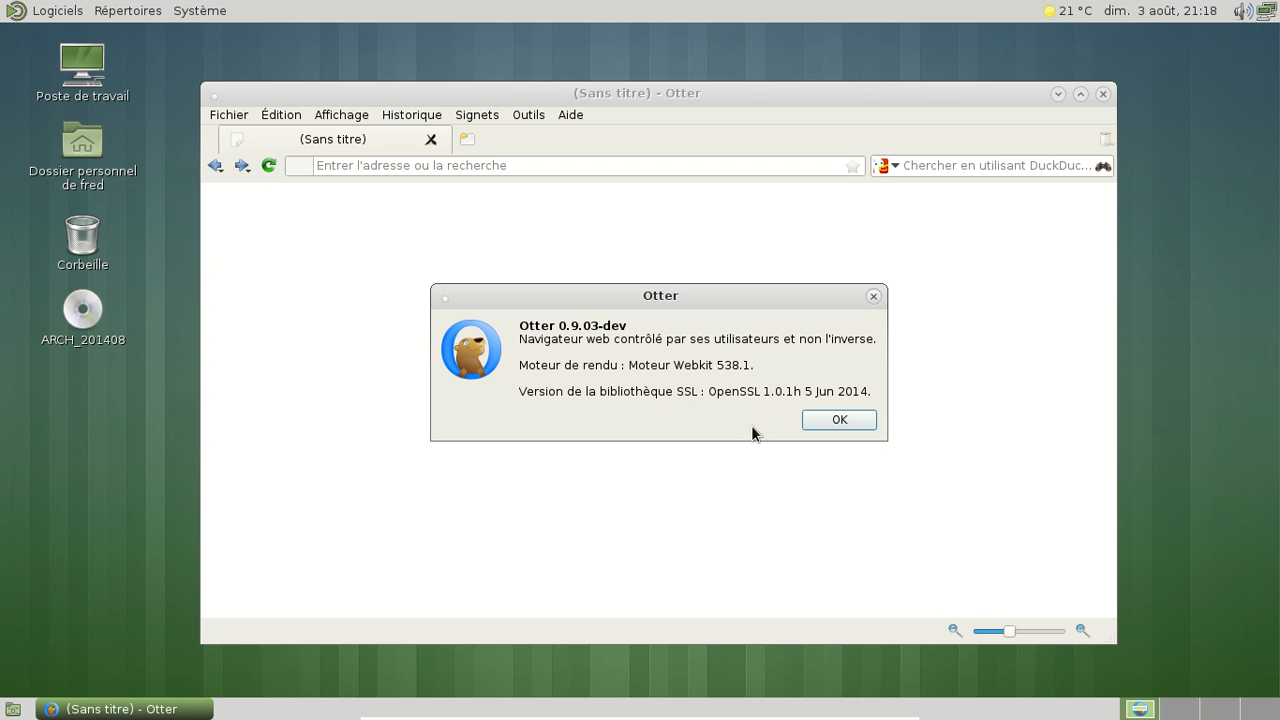 Logiciels Répertoires Système 21 °C dim. 3 août, 21:18
Poste de travail
Dossier personnel
de fred
Corbeille
ARCH_201408
(Sans titre) - Otter
Fichier Édition Affichage Historique Signets Outils Aide
(Sans titre)
Entrer l'adresse ou la recherche Chercher en utilisant DuckDuc...
Otter
Otter 0.9.03-dev
Navigateur web contrôlé par ses utilisateurs et non l'inverse.
Moteur de rendu : Moteur Webkit 538.1.
Version de la bibliothèque SSL : OpenSSL 1.0.1h 5 Jun 2014.
OK
(Sans titre) - Otter